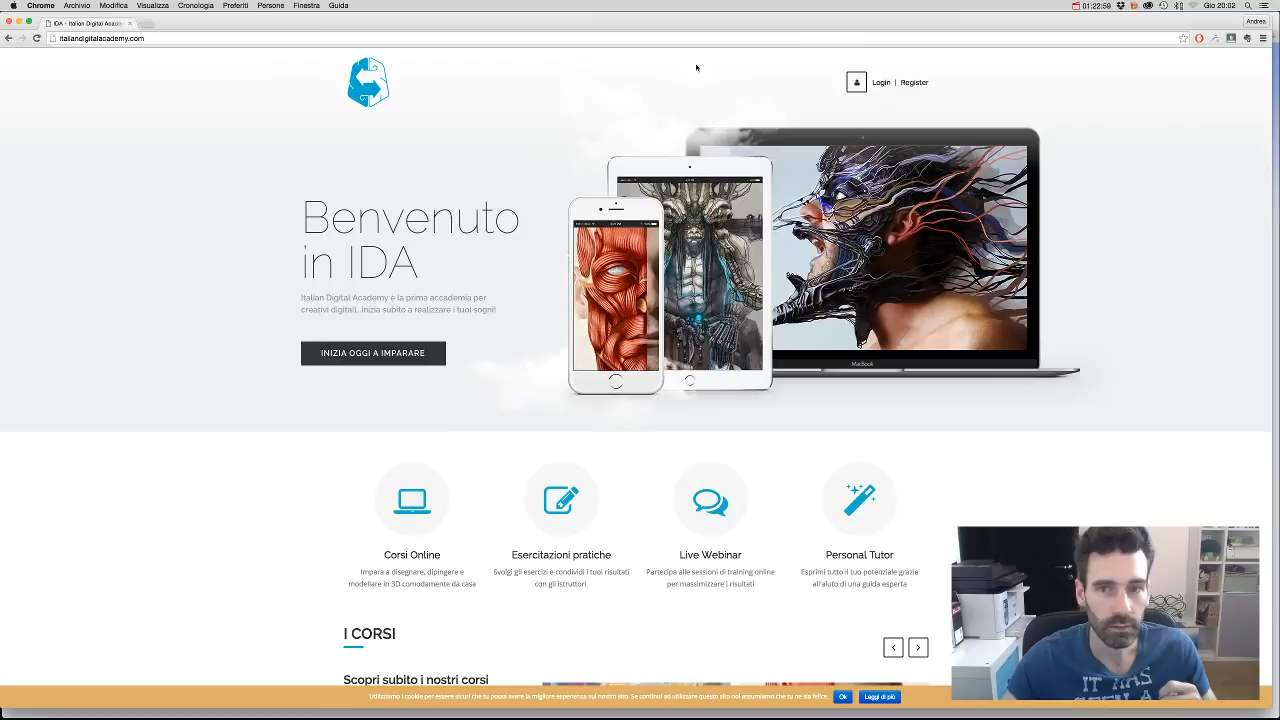 Chrome Archivio Modifica Visualizza Cronologia Preferiti Persone Finestra Guida
01:22:59 Gio 20:02
IDA – Italian Digital Acade
Andrea
italiandigitalacademy.com
Login | Register
Benvenuto
in IDA
Italian Digital Academy è la prima accademia per
creativi digitali...inizia subito a realizzare i tuoi sogni!
INIZIA OGGI A IMPARARE
MacBook
Corsi Online
Impara a disegnare, dipingere e
modellare in 3D comodamente da casa
Esercitazioni pratiche
Svolgi gli esercizi e condividi i tuoi risultati
con gli istruttori
Live Webinar
Partecipa alle sessioni di training online
per massimizzare i risultati
Personal Tutor
Esprimi tutto il tuo potenziale grazie
all'aiuto di una guida esperta
I CORSI
Scopri subito i nostri corsi
Utilizziamo i cookie per essere sicuri che tu possa avere la migliore esperienza sul nostro sito. Se continui ad utilizzare questo sito noi assumiamo che tu ne sia felice.
Ok
Leggi di più
IT HAS
BEEN A